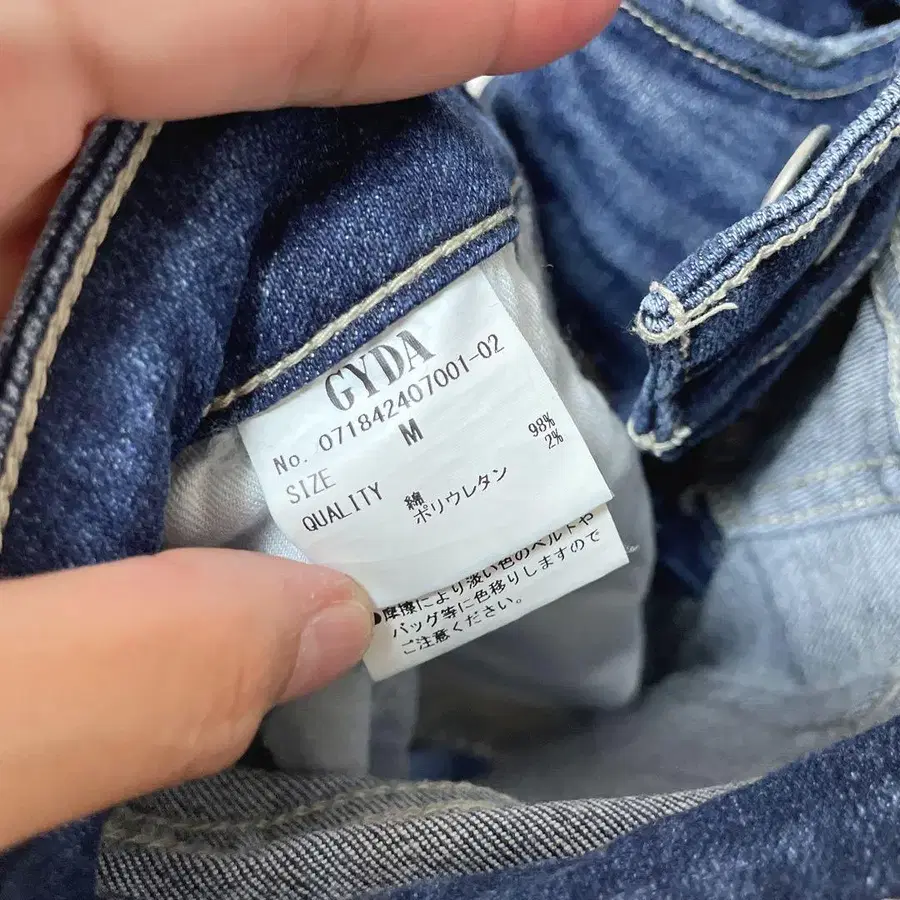 GYDA
No. 071842407001-02
SIZE M
QUALITY 綿 98%
ポリウレタン 2%
●摩擦により淡い色のベルトや
バッグ等に色移りしますので
ご注意ください。